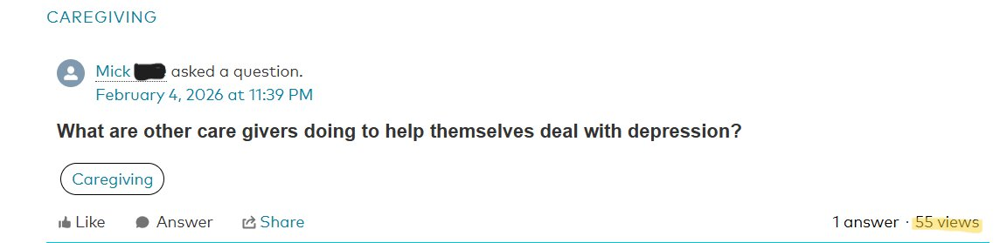 CAREGIVING
Mick asked a question.
February 4, 2026 at 11:39 PM
What are other care givers doing to help themselves deal with depression?
Caregiving
Like Answer Share 1 answer · 55 views